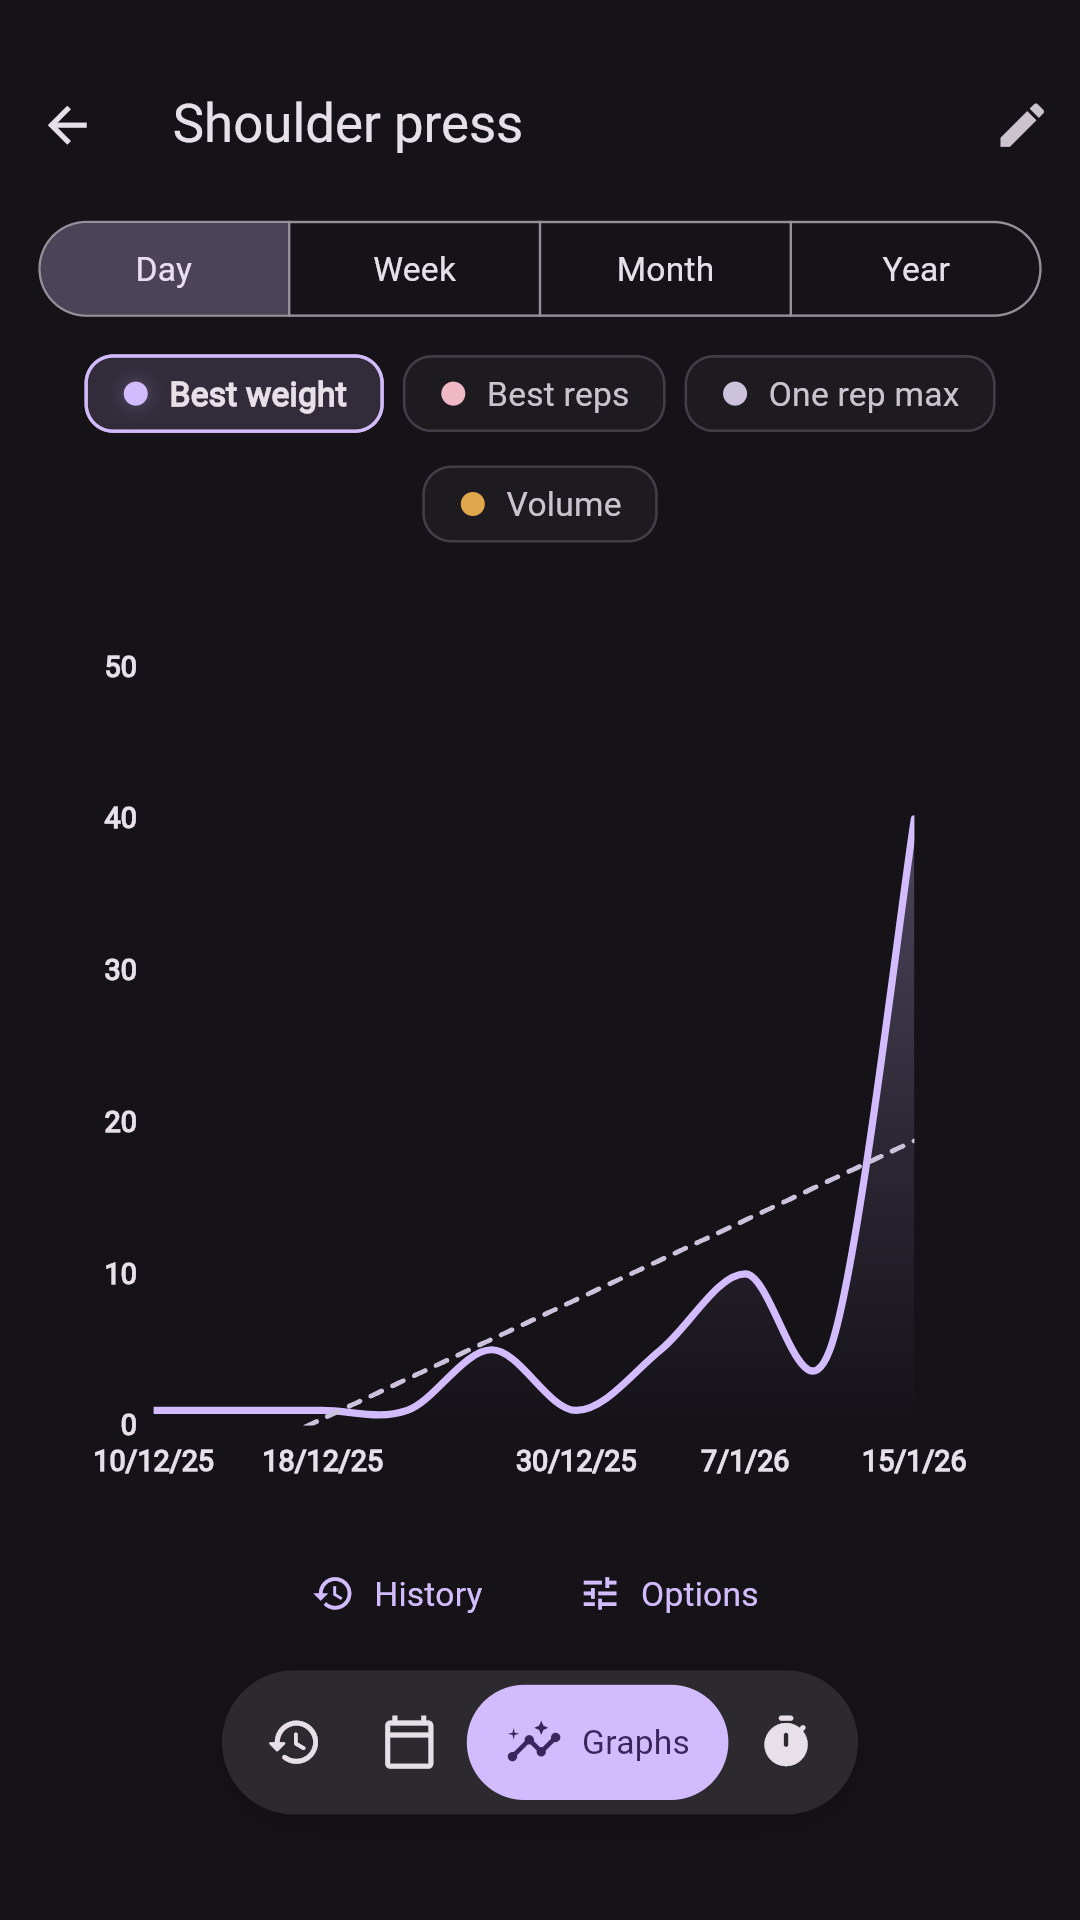 Shoulder press
Day Week Month Year
Best weight Best reps One rep max
Volume
50
40
30
20
10
0
10/12/25 18/12/25 30/12/25 7/1/26 15/1/26
History Options
Graphs